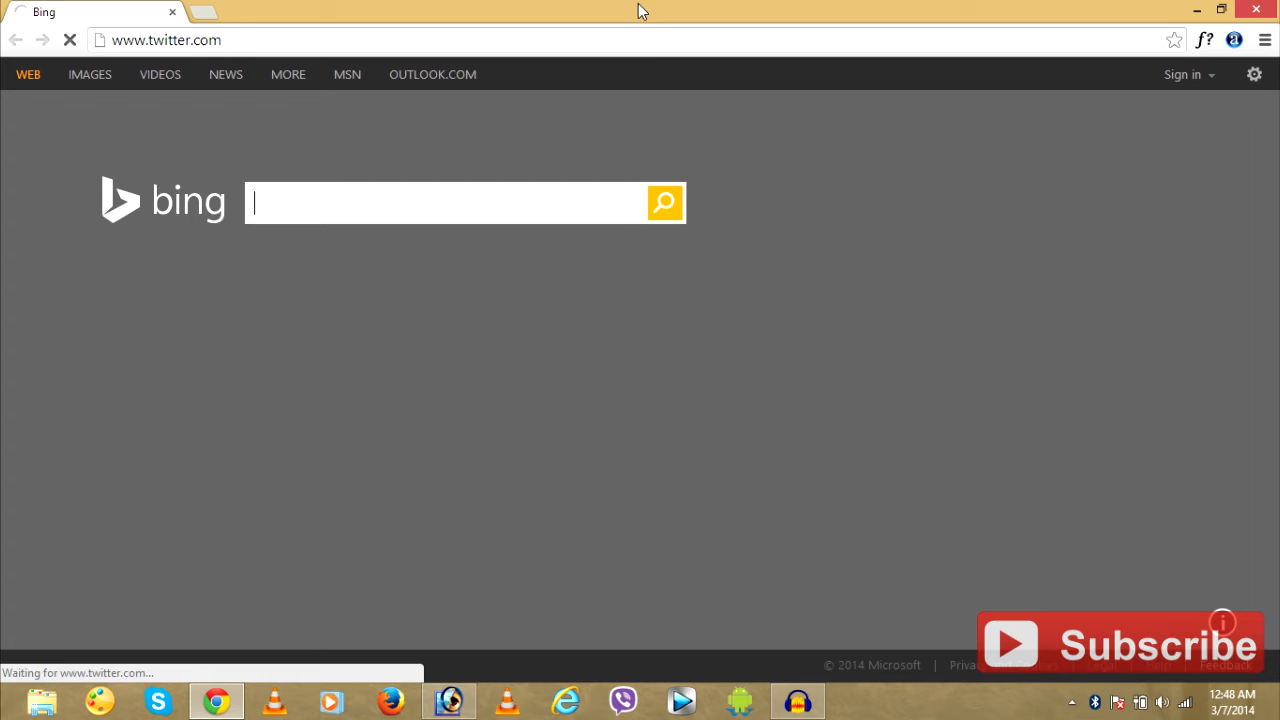 Bing
www.twitter.com
f?
a
WEB IMAGES VIDEOS NEWS MORE MSN OUTLOOK.COM Sign in
bing
Subscribe
© 2014 Microsoft | Feedback
Waiting for www.twitter.com...
12:48 AM
3/7/2014